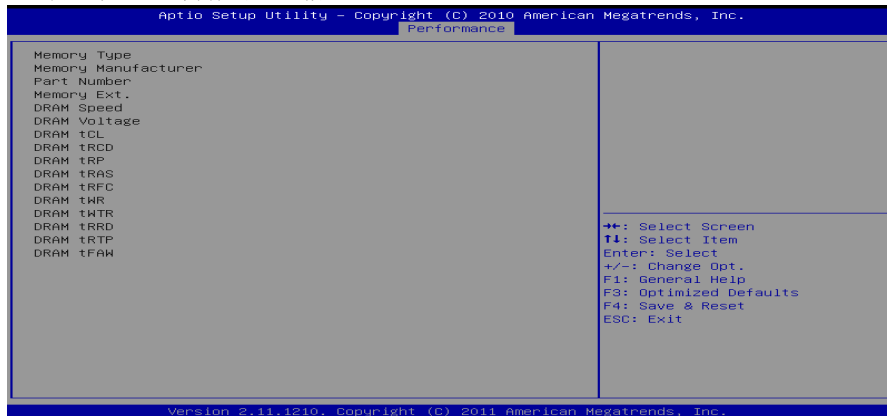 Aptio Setup Utility – Copyright (C) 2010 American Megatrends, Inc.
Performance
Memory Type
Memory Manufacturer
Part Number
Memory Ext.
DRAM Speed
DRAM Voltage
DRAM tCL
DRAM tRCD
DRAM tRP
DRAM tRAS
DRAM tRFC
DRAM tWR
DRAM tWTR
DRAM tRRD
DRAM tRTP
DRAM tFAW
→←: Select Screen
↑↓: Select Item
Enter: Select
+/-: Change Opt.
F1: General Help
F3: Optimized Defaults
F4: Save & Reset
ESC: Exit
Version 2.11.1210. Copyright (C) 2011 American Megatrends, Inc.